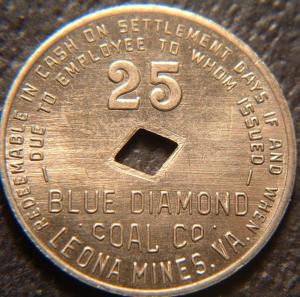 REDEEMABLE IN CASH ON SETTLEMENT DAYS IF AND WHEN
— DUE TO EMPLOYEE TO WHOM ISSUED —
25
BLUE DIAMOND
COAL CO
LEONA MINES, VA.